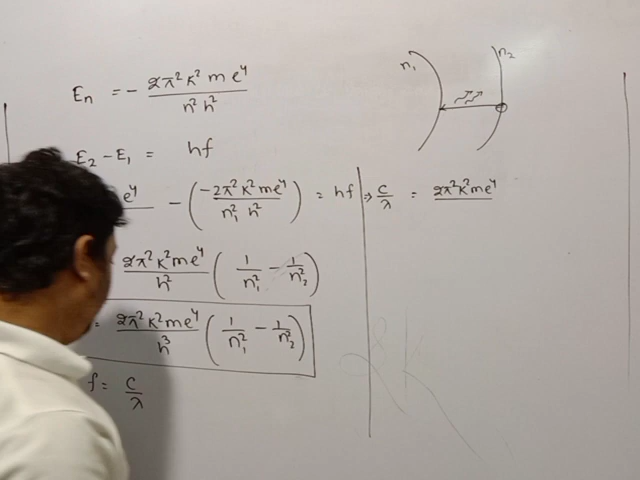 Eₙ = - 2π²K²me⁴ / n²h²
E₂ - E₁ = hf
e⁴ - ( -2π²K²me⁴ / n₁²h² ) = hf
2π²K²me⁴ / h² ( 1/n₁² - 1/n₂² )
= 2π²K²me⁴ / h³ ( 1/n₁² - 1/n₂² )
f = c/λ
n₁
n₂
⇒ c/λ = 2π²K²me⁴